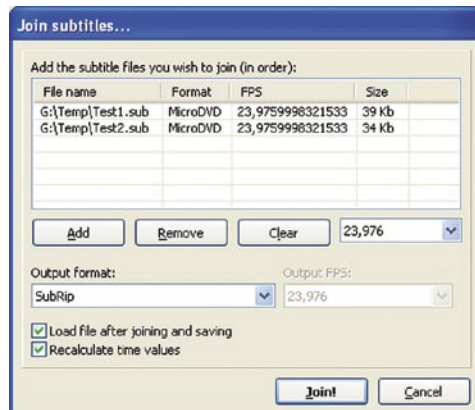 Join subtitles...
Add the subtitle files you wish to join (in order):
File name Format FPS Size
G:\Temp\Test1.sub MicroDVD 23,9759998321533 39 Kb
G:\Temp\Test2.sub MicroDVD 23,9759998321533 34 Kb
Add Remove Clear 23,976
Output format: Output FPS:
SubRip 23,976
Load file after joining and saving
Recalculate time values
Join! Cancel